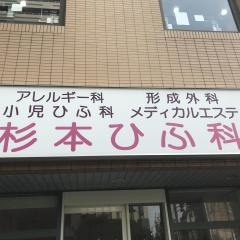 アレルギー科　形成外科
小児ひふ科　メディカルエステ
杉本ひふ科